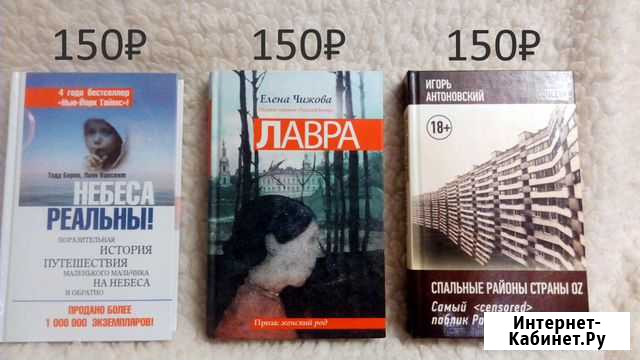 150₽
150₽
150₽
4 года бестселлер
«Нью-Йорк Таймс»!
Тодд Берпо, Линн Винсент
НЕБЕСА
РЕАЛЬНЫ!
ПОРАЗИТЕЛЬНАЯ
ИСТОРИЯ
ПУТЕШЕСТВИЯ
МАЛЕНЬКОГО МАЛЬЧИКА
НА НЕБЕСА
И ОБРАТНО
ПРОДАНО БОЛЕЕ
1 000 000 ЭКЗЕМПЛЯРОВ!
Елена Чижова
ЛАВРА
Проза: женский род
ИГОРЬ
АНТОНОВСКИЙ
18+
СПАЛЬНЫЕ РАЙОНЫ СТРАНЫ OZ
Самый <censored>
паблик
Интернет-
Кабинет.Ру